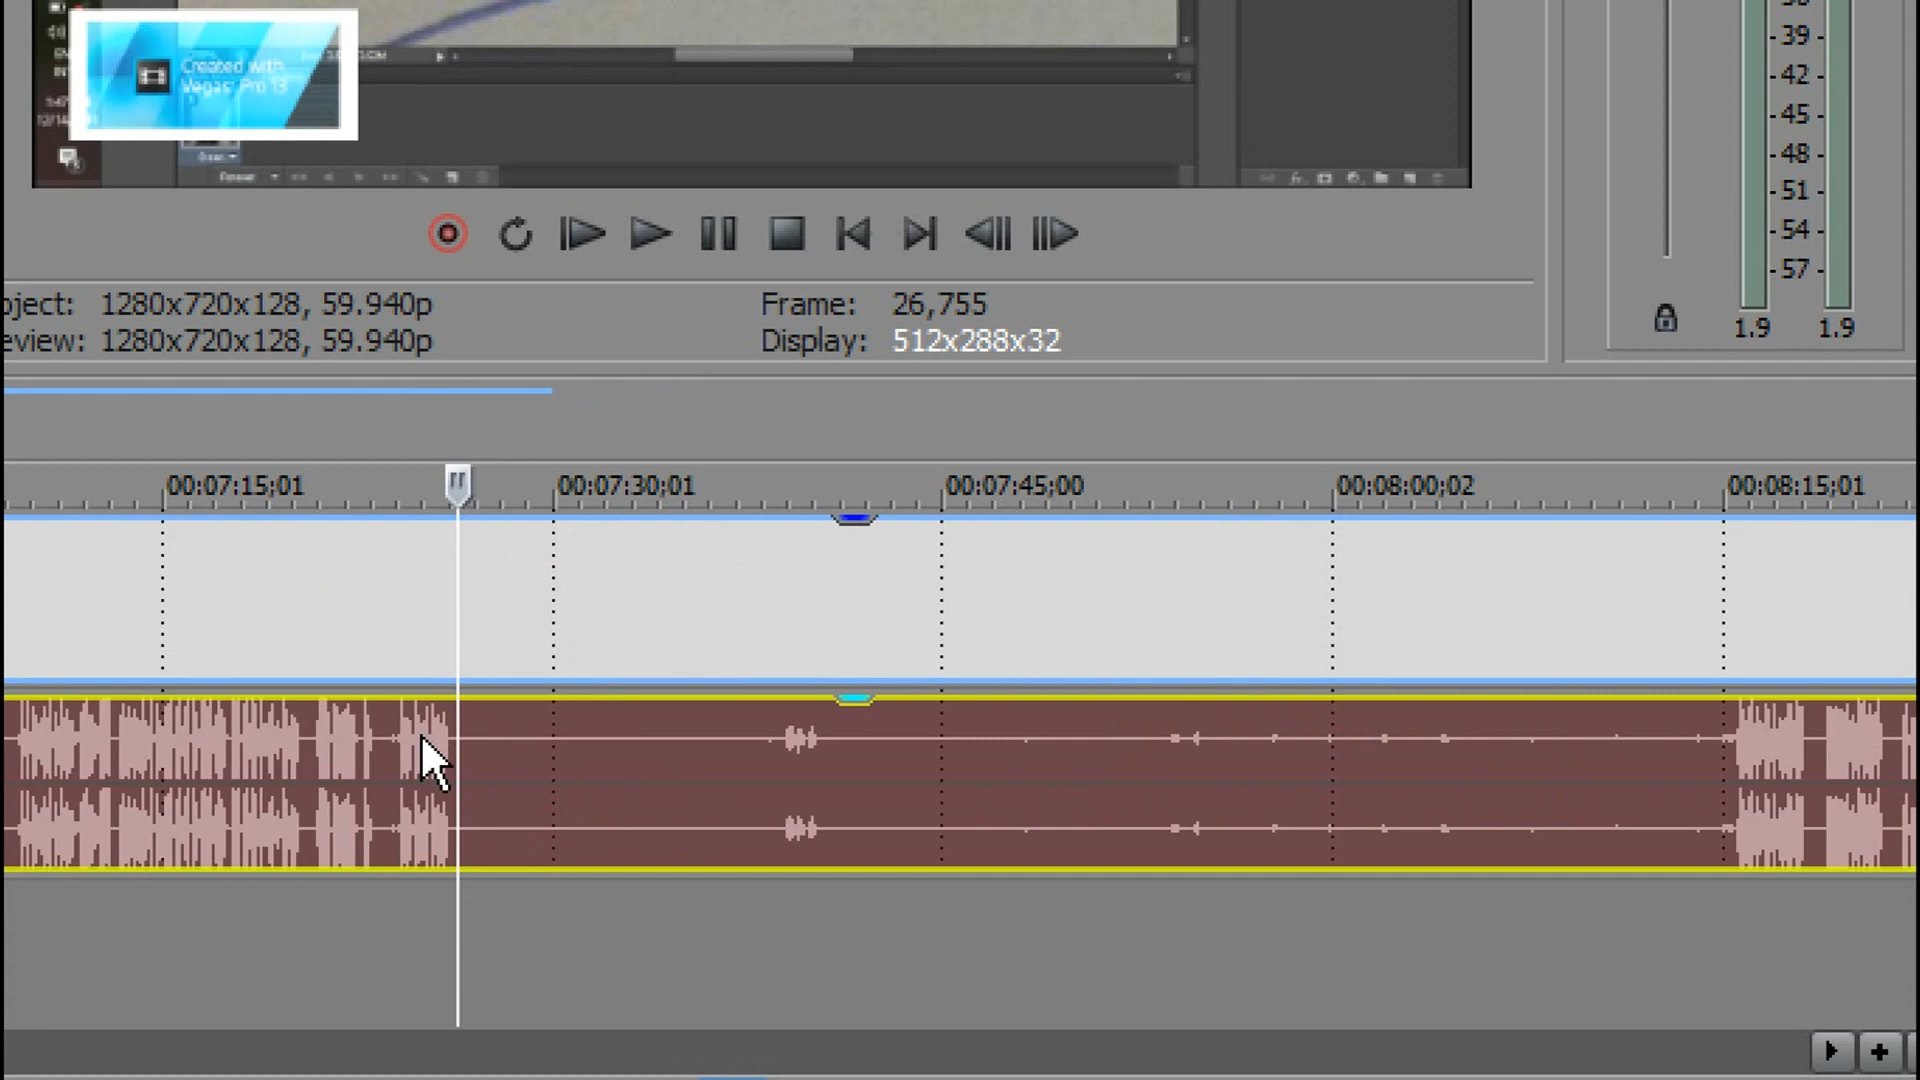 Created with
Vegas Pro 13
39
42
45
48
51
54
57
1.9 1.9
oject: 1280x720x128, 59.940p Frame: 26,755
eview: 1280x720x128, 59.940p Display: 512x288x32
00:07:15;01 00:07:30;01 00:07:45;00 00:08:00;02 00:08:15;01